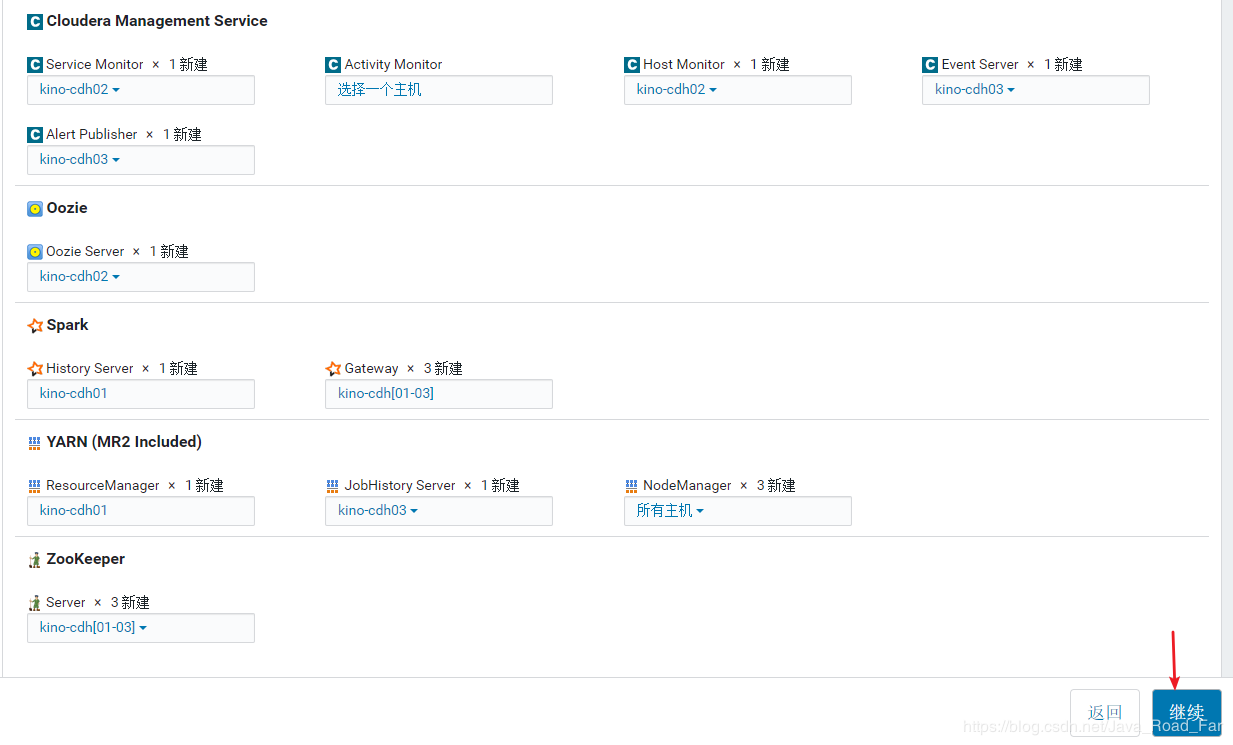 Cloudera Management Service
Service Monitor × 1 新建 Activity Monitor Host Monitor × 1 新建 Event Server × 1 新建
kino-cdh02 选择一个主机 kino-cdh02 kino-cdh03
Alert Publisher × 1 新建
kino-cdh03
Oozie
Oozie Server × 1 新建
kino-cdh02
Spark
History Server × 1 新建 Gateway × 3 新建
kino-cdh01 kino-cdh[01-03]
YARN (MR2 Included)
ResourceManager × 1 新建 JobHistory Server × 1 新建 NodeManager × 3 新建
kino-cdh01 kino-cdh03 所有主机
ZooKeeper
Server × 3 新建
kino-cdh[01-03]
返回 继续
https://blog.csdn.net/Java_Road_Far